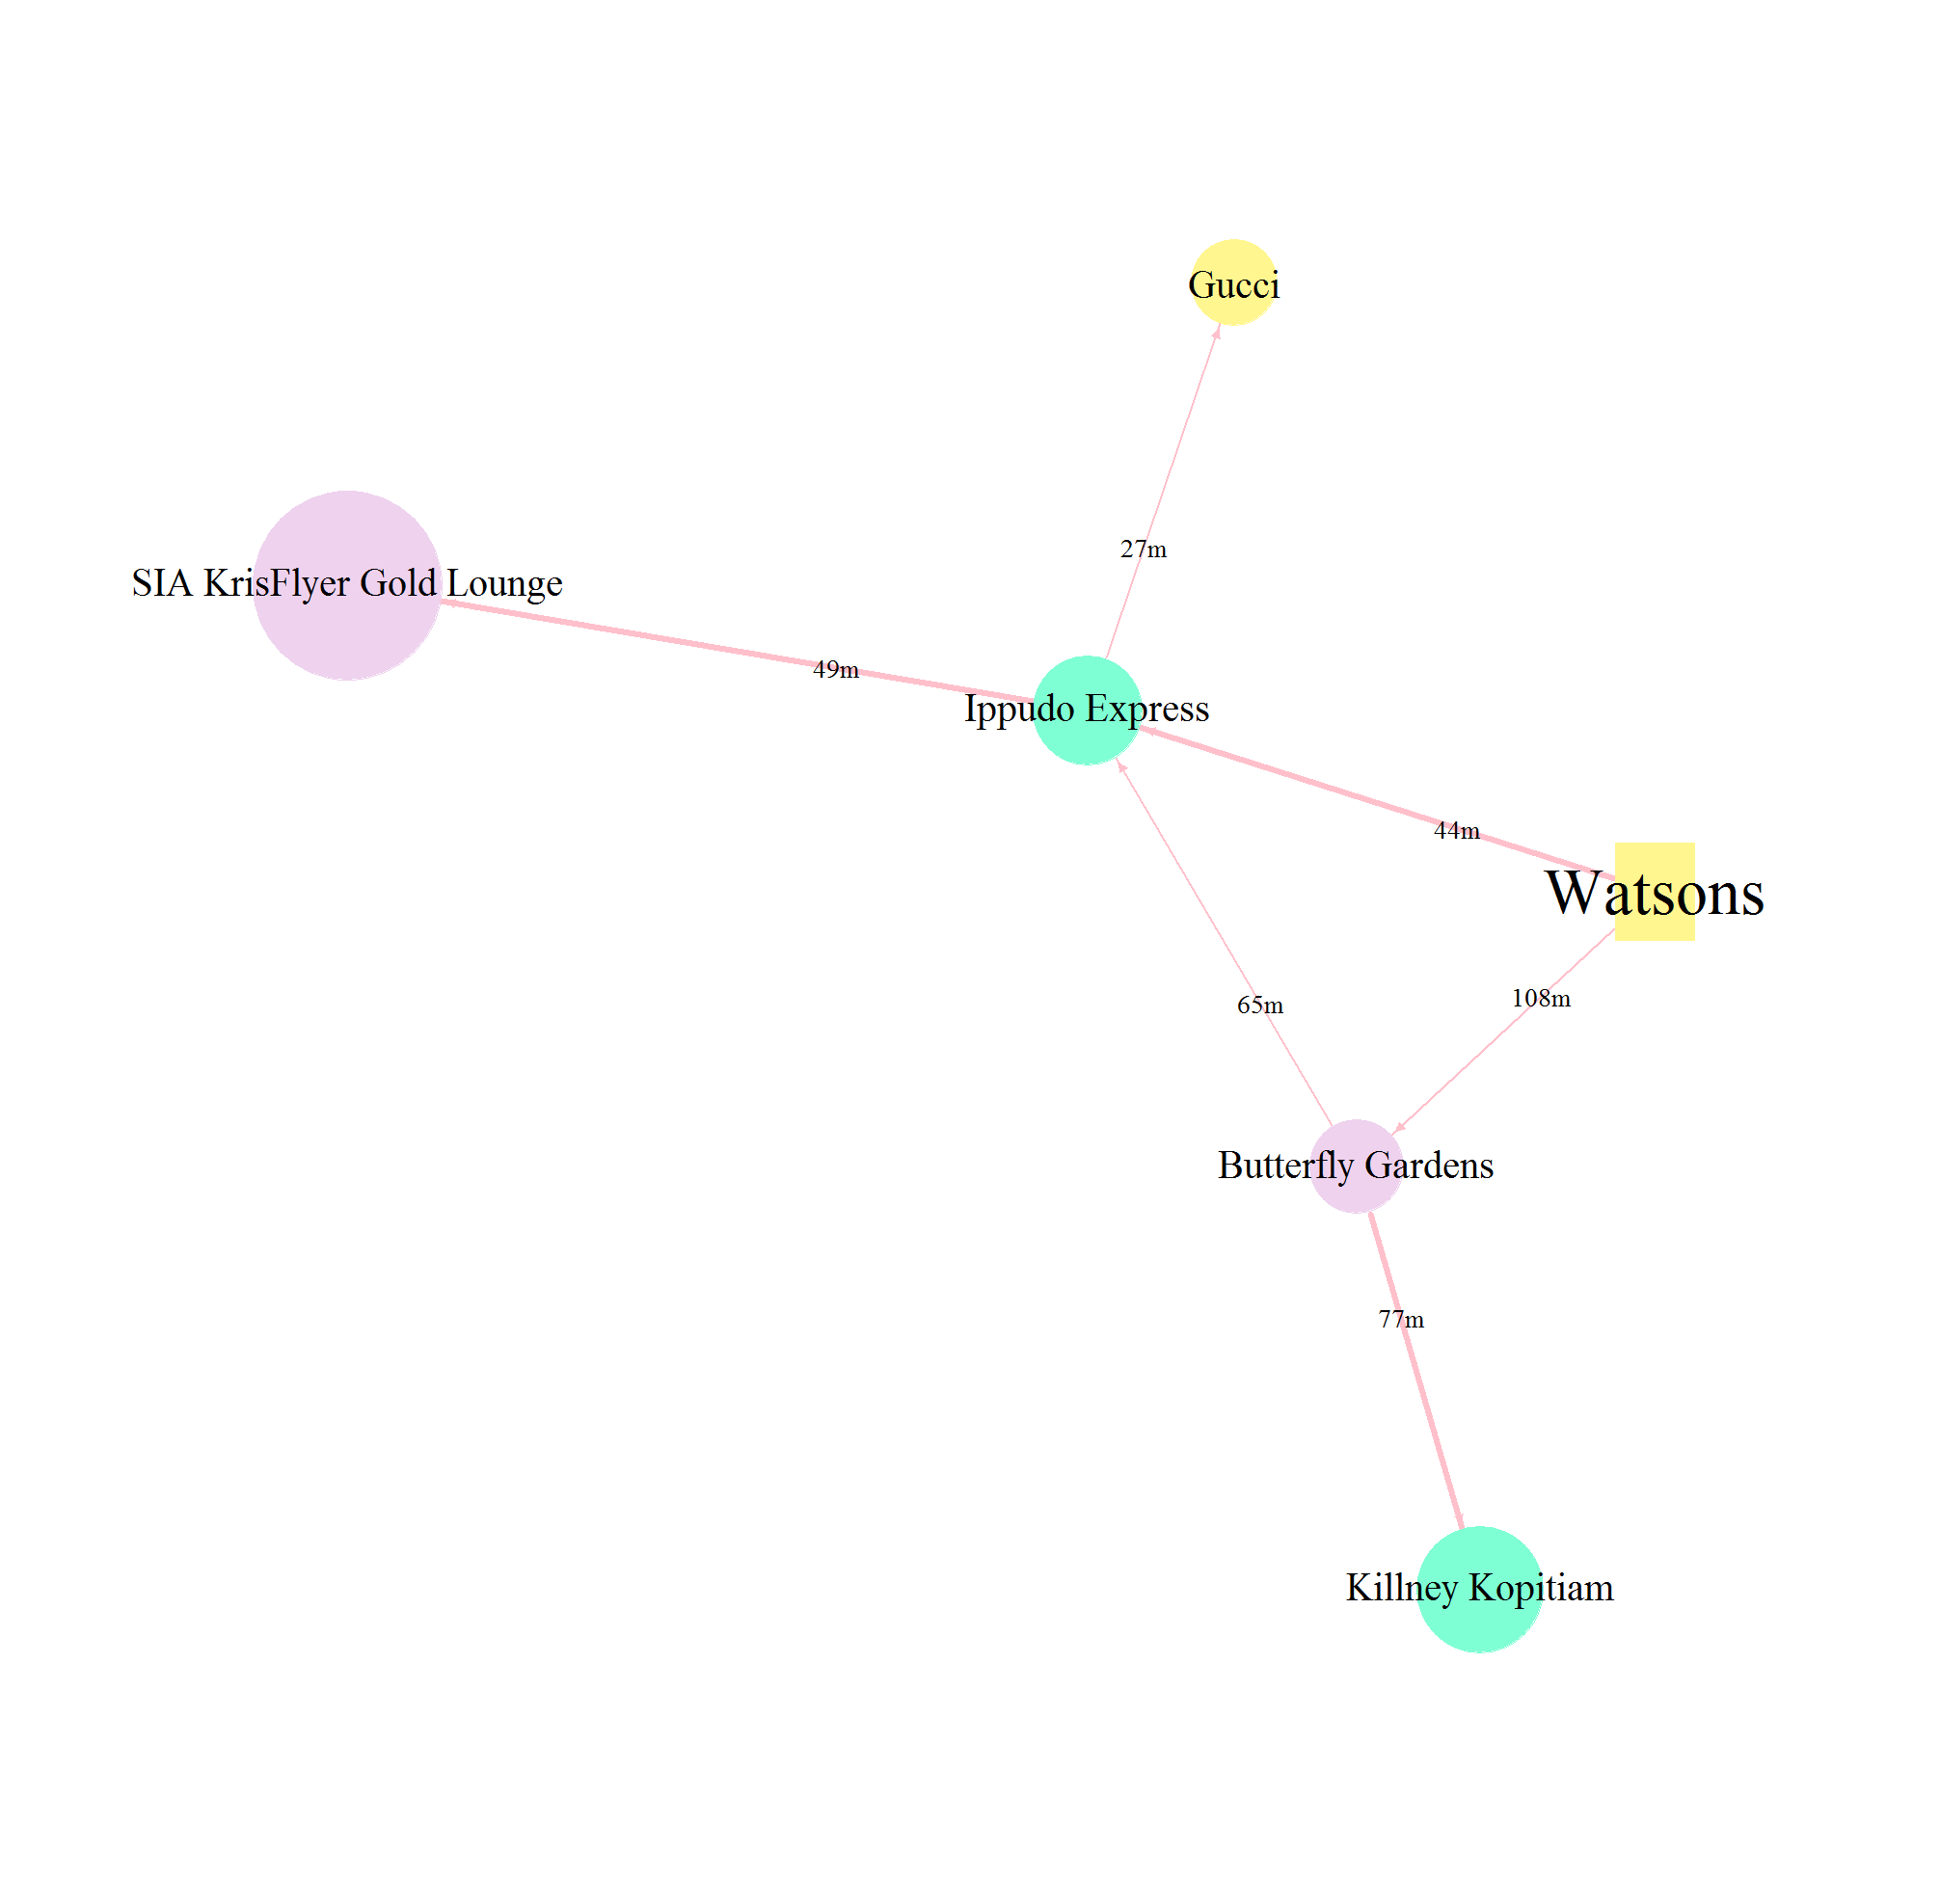 Gucci
27m
SIA KrisFlyer Gold Lounge
49m
Ippudo Express
44m
Watsons
108m
65m
Butterfly Gardens
77m
Killney Kopitiam